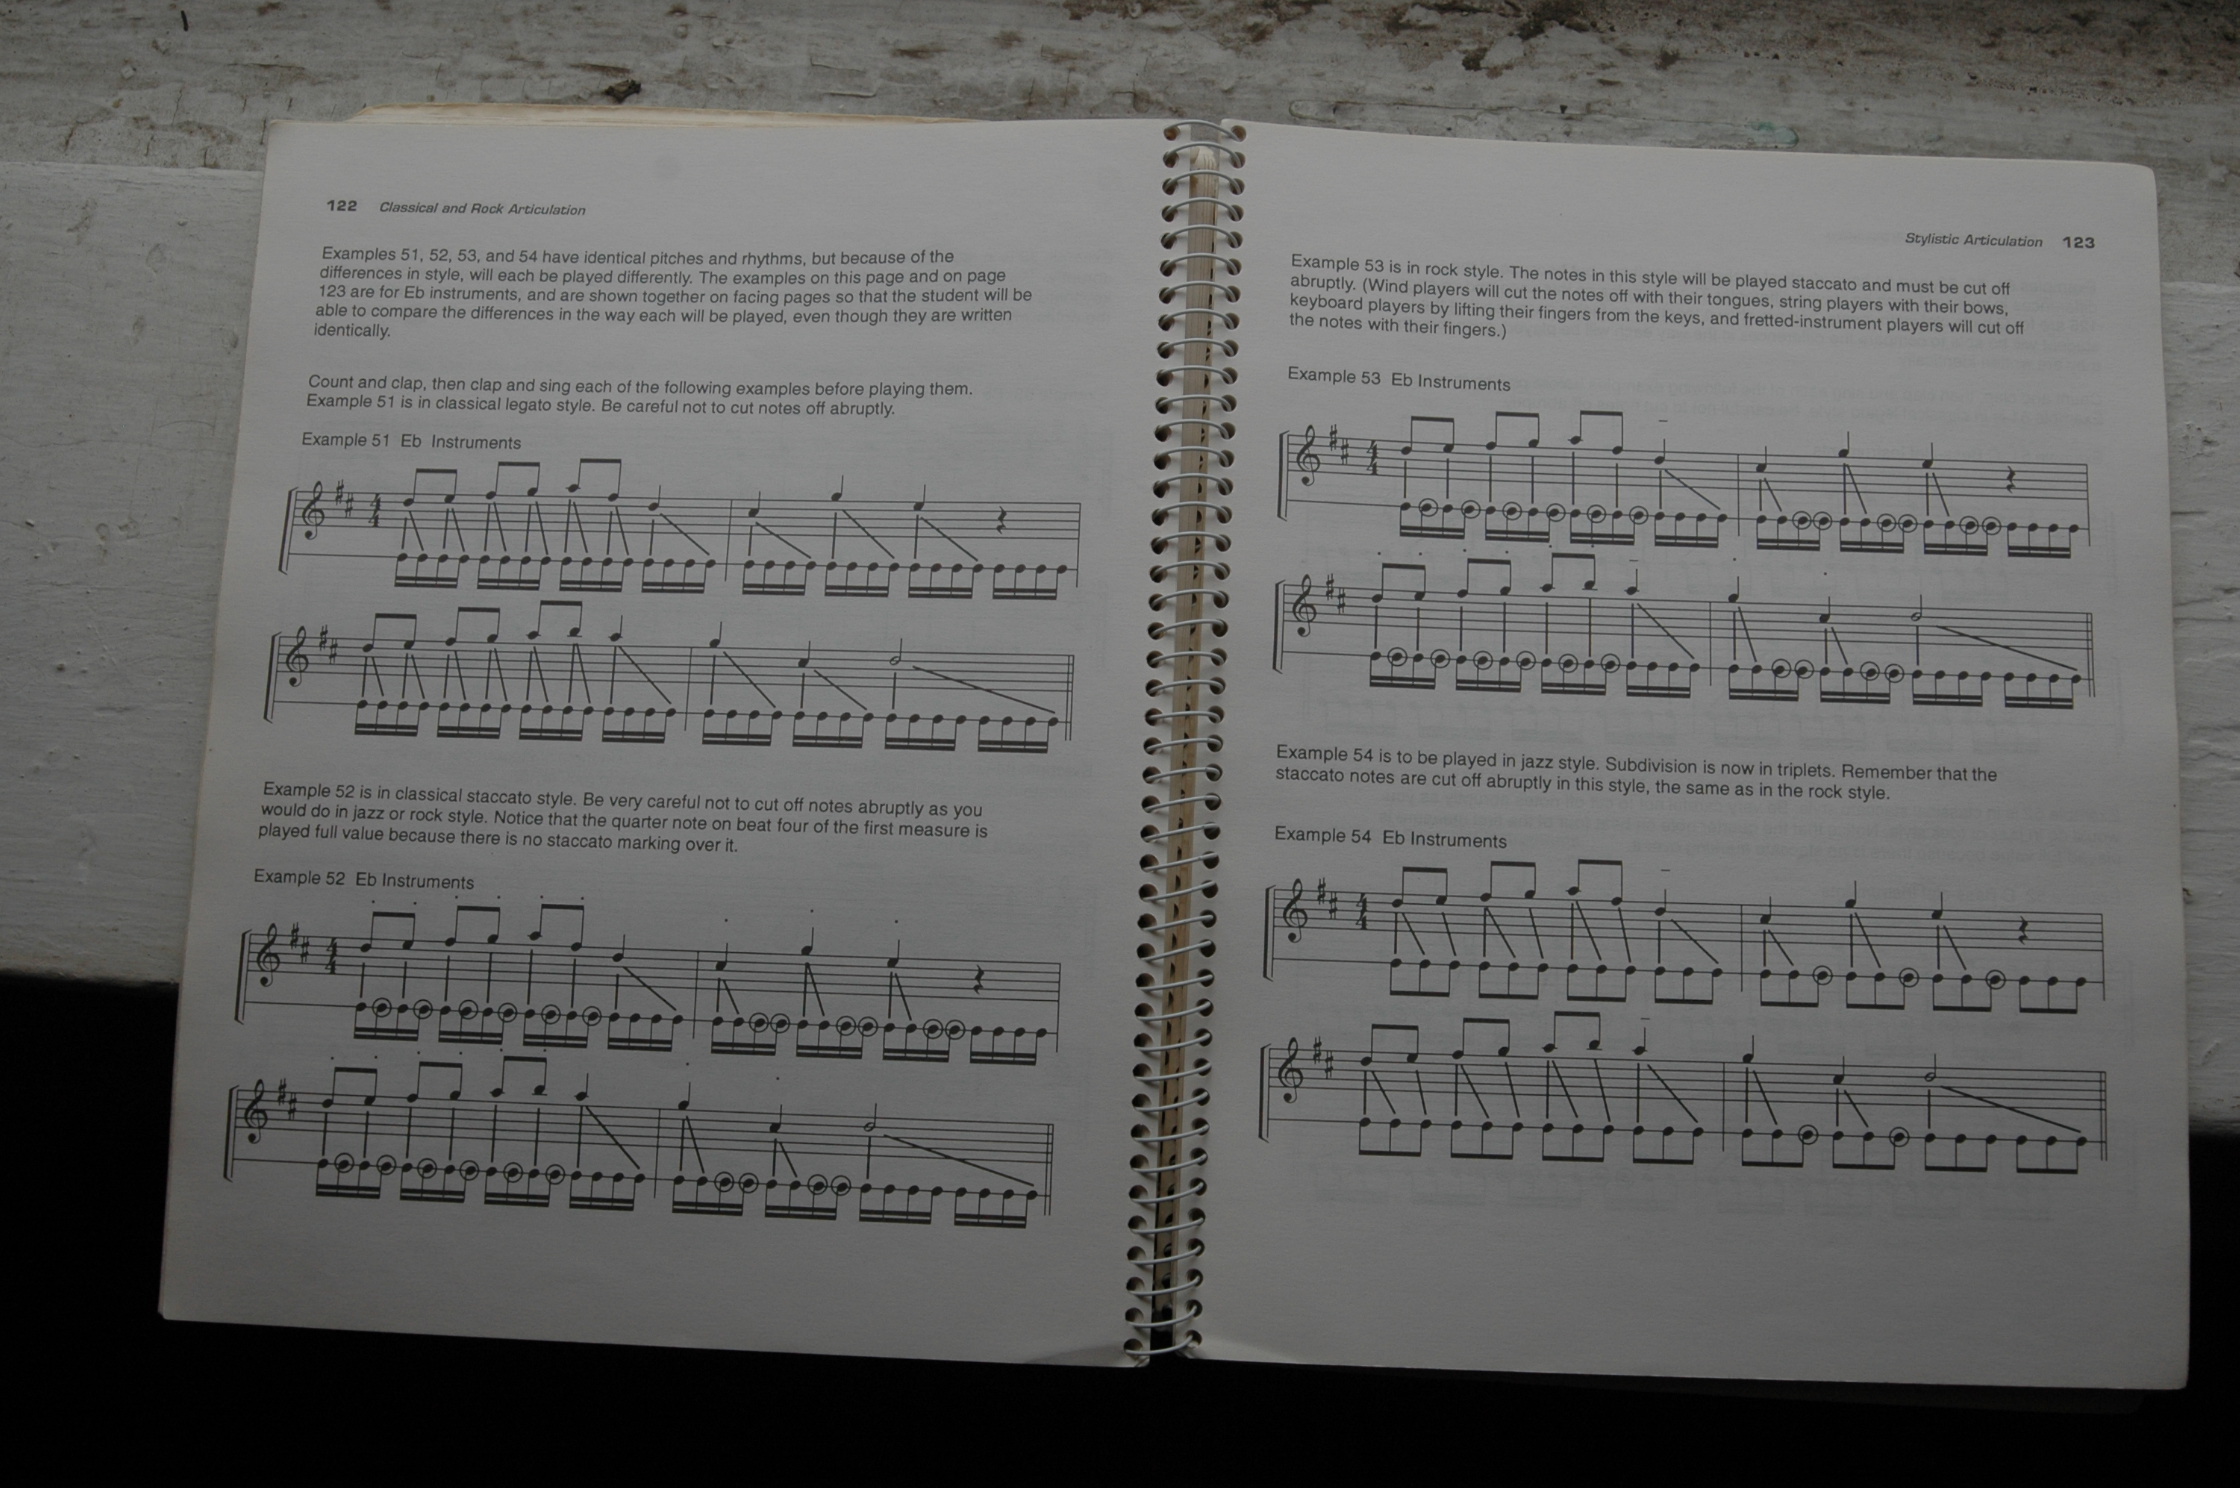 122 Classical and Rock Articulation
Examples 51, 52, 53, and 54 have identical pitches and rhythms, but because of the
differences in style, will each be played differently. The examples on this page and on page
123 are for Eb instruments, and are shown together on facing pages so that the student will be
able to compare the differences in the way each will be played, even though they are written
identically.
Count and clap, then clap and sing each of the following examples before playing them.
Example 51 is in classical legato style. Be careful not to cut notes off abruptly.
Example 51 Eb Instruments
4
4
Example 52 is in classical staccato style. Be very careful not to cut off notes abruptly as you
would do in jazz or rock style. Notice that the quarter note on beat four of the first measure is
played full value because there is no staccato marking over it.
Example 52 Eb Instruments
4
4
Stylistic Articulation 123
Example 53 is in rock style. The notes in this style will be played staccato and must be cut off
abruptly. (Wind players will cut the notes off with their tongues, string players with their bows,
keyboard players by lifting their fingers from the keys, and fretted-instrument players will cut off
the notes with their fingers.)
Example 53 Eb Instruments
4
4
Example 54 is to be played in jazz style. Subdivision is now in triplets. Remember that the
staccato notes are cut off abruptly in this style, the same as in the rock style.
Example 54 Eb Instruments
4
4